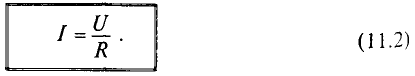 I = U/R . (11.2)